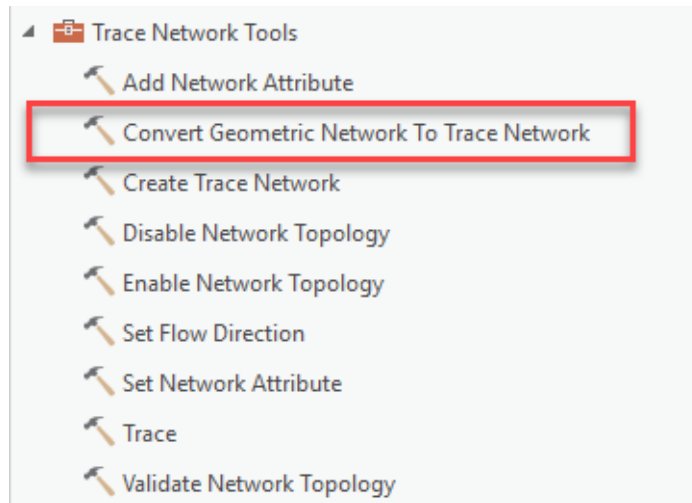 Trace Network Tools
Add Network Attribute
Convert Geometric Network To Trace Network
Create Trace Network
Disable Network Topology
Enable Network Topology
Set Flow Direction
Set Network Attribute
Trace
Validate Network Topology